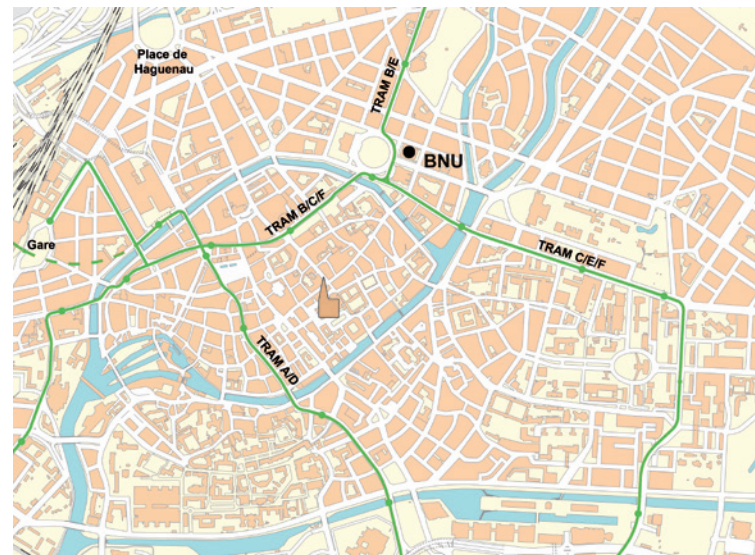 Place de
Haguenau
TRAM B/E
BNU
TRAM B/C/F
Gare
TRAM C/E/F
TRAM A/D